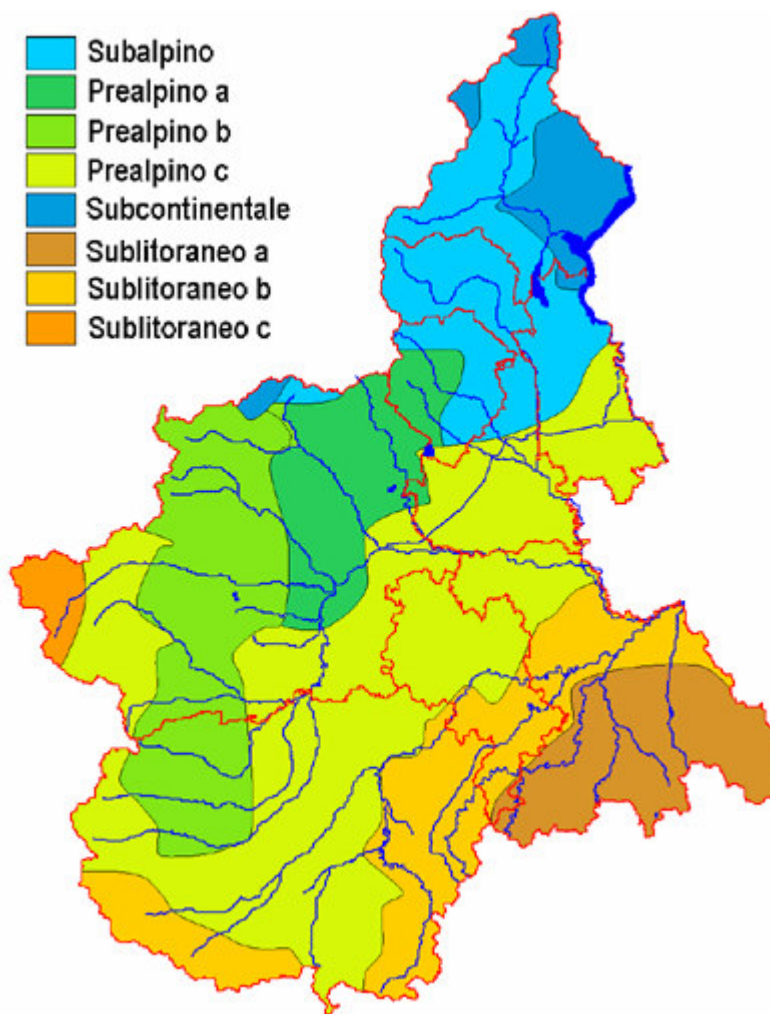 Subalpino
Prealpino a
Prealpino b
Prealpino c
Subcontinentale
Sublitoraneo a
Sublitoraneo b
Sublitoraneo c